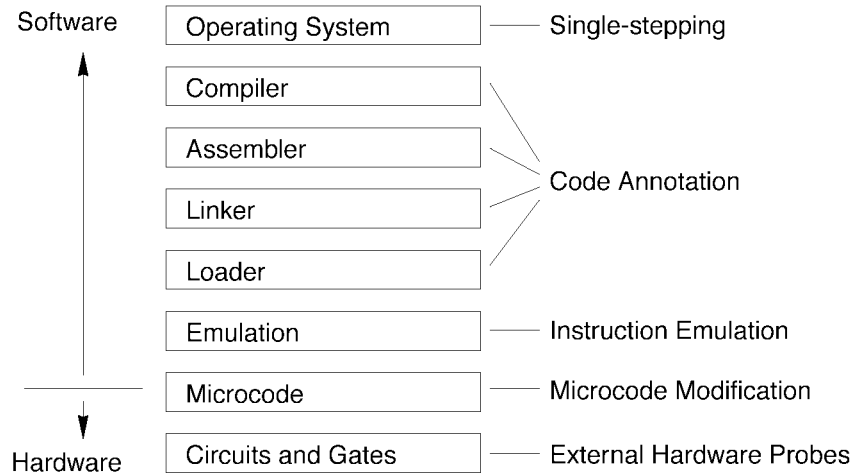 Software
Operating System
Single-stepping
Compiler
Assembler
Code Annotation
Linker
Loader
Emulation
Instruction Emulation
Microcode
Microcode Modification
Hardware
Circuits and Gates
External Hardware Probes